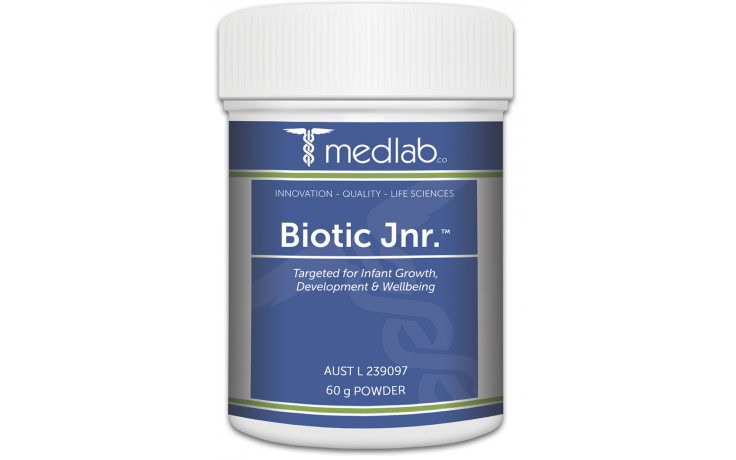 medlab.co
INNOVATION - QUALITY - LIFE SCIENCES
Biotic Jnr.™
Targeted for Infant Growth,
Development & Wellbeing
AUST L 239097
60 g POWDER